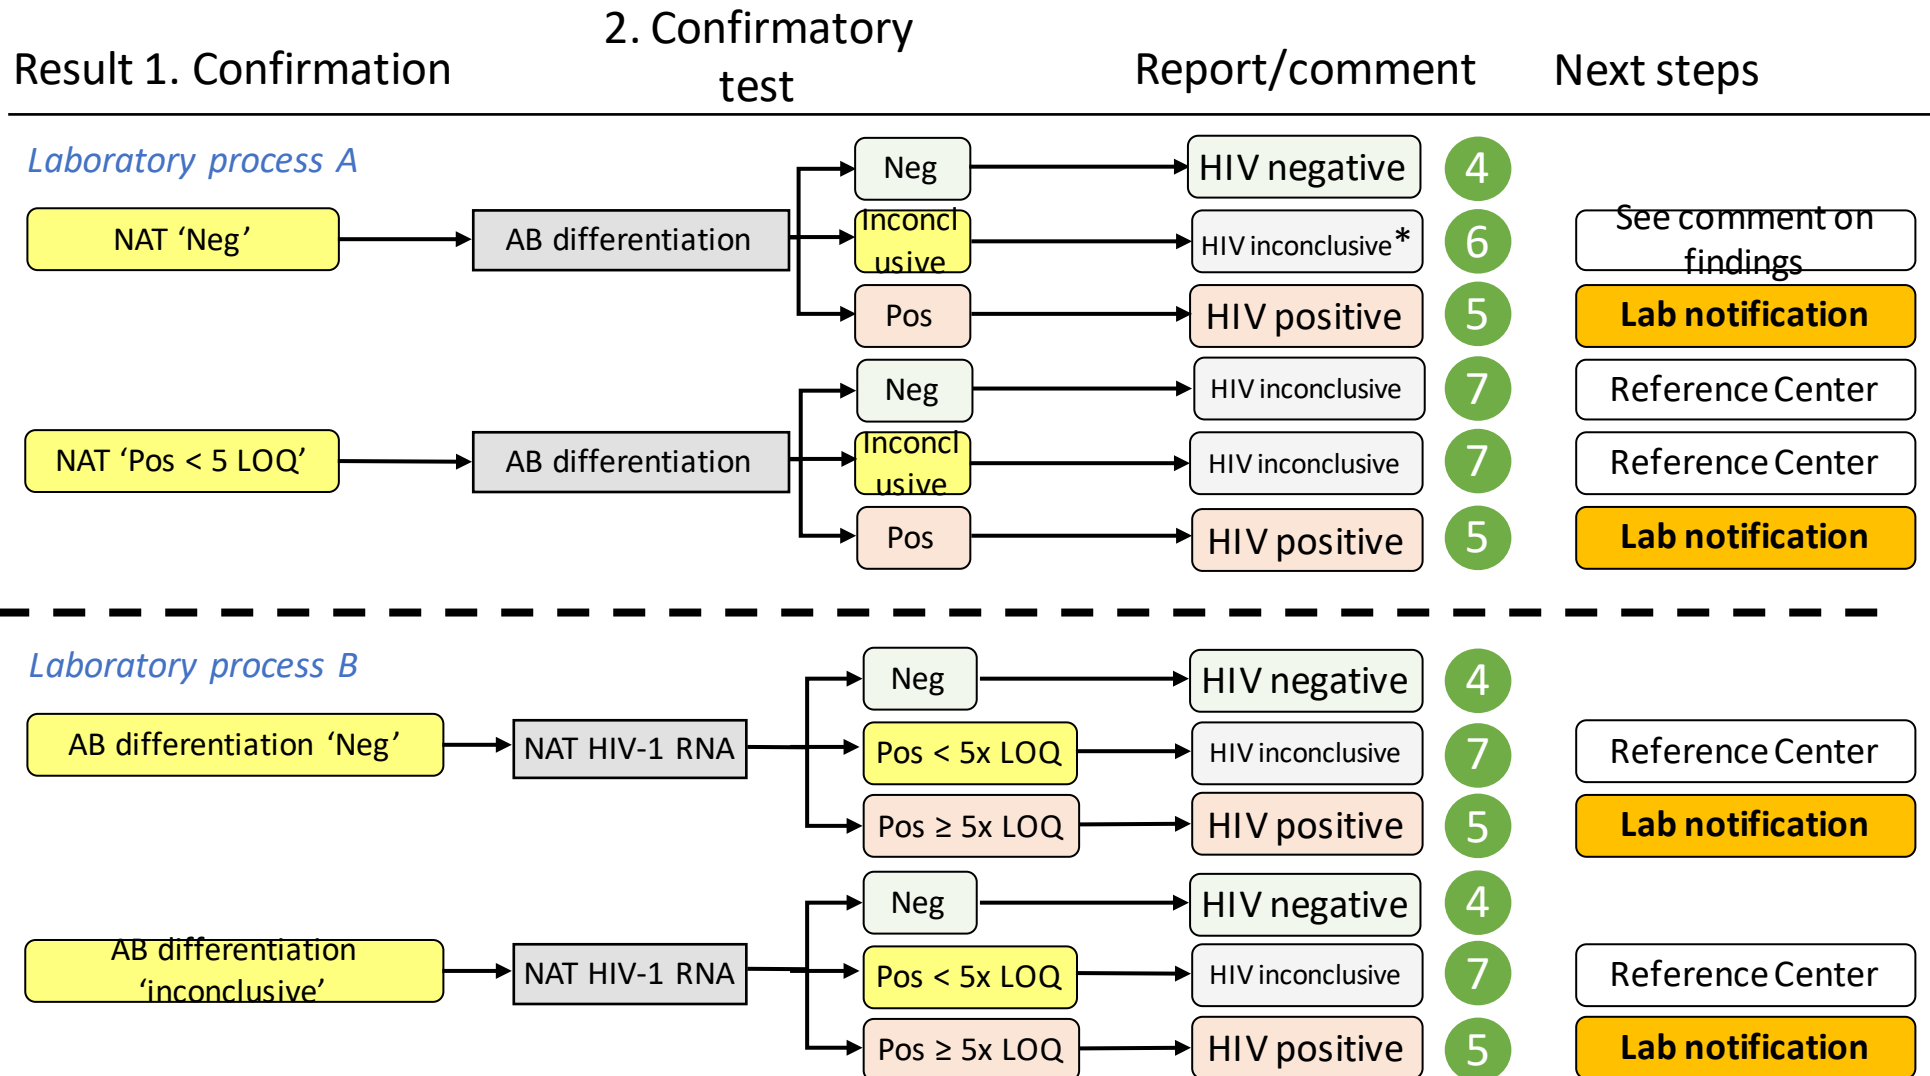 Result 1. Confirmation
2. Confirmatory
test
Report/comment
Next steps
Laboratory process A
NAT ‘Neg’
AB differentiation
Neg
HIV negative
4
Inconcl
usive
HIV inconclusive*
6
See comment on
findings
Pos
HIV positive
5
Lab notification
NAT ‘Pos < 5 LOQ’
AB differentiation
Neg
HIV inconclusive
7
Reference Center
Inconcl
usive
HIV inconclusive
7
Reference Center
Pos
HIV positive
5
Lab notification
Laboratory process B
AB differentiation ‘Neg’
NAT HIV-1 RNA
Neg
HIV negative
4
Pos < 5x LOQ
HIV inconclusive
7
Reference Center
Pos ≥ 5x LOQ
HIV positive
5
Lab notification
AB differentiation
‘inconclusive’
NAT HIV-1 RNA
Neg
HIV negative
4
Pos < 5x LOQ
HIV inconclusive
7
Reference Center
Pos ≥ 5x LOQ
HIV positive
5
Lab notification